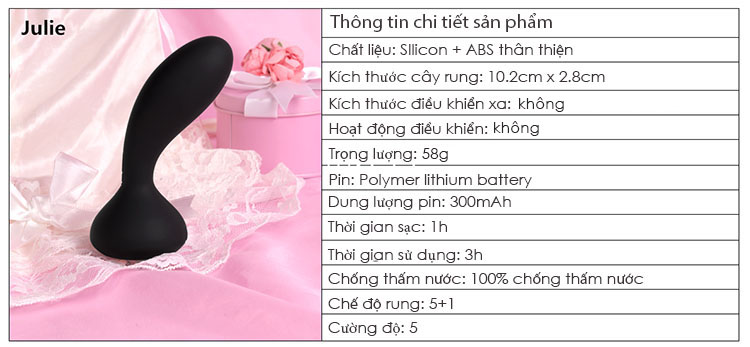 Julie
Thông tin chi tiết sản phẩm
Chất liệu: SIlicon + ABS thân thiện
Kích thước cây rung: 10.2cm x 2.8cm
Kích thước điều khiển xa: không
Hoạt động điều khiển: không
Trọng lượng: 58g
Pin: Polymer lithium battery
Dung lượng pin: 300mAh
Thời gian sạc: 1h
Thời gian sử dụng: 3h
Chống thấm nước: 100% chống thấm nước
Chế độ rung: 5+1
Cường độ: 5